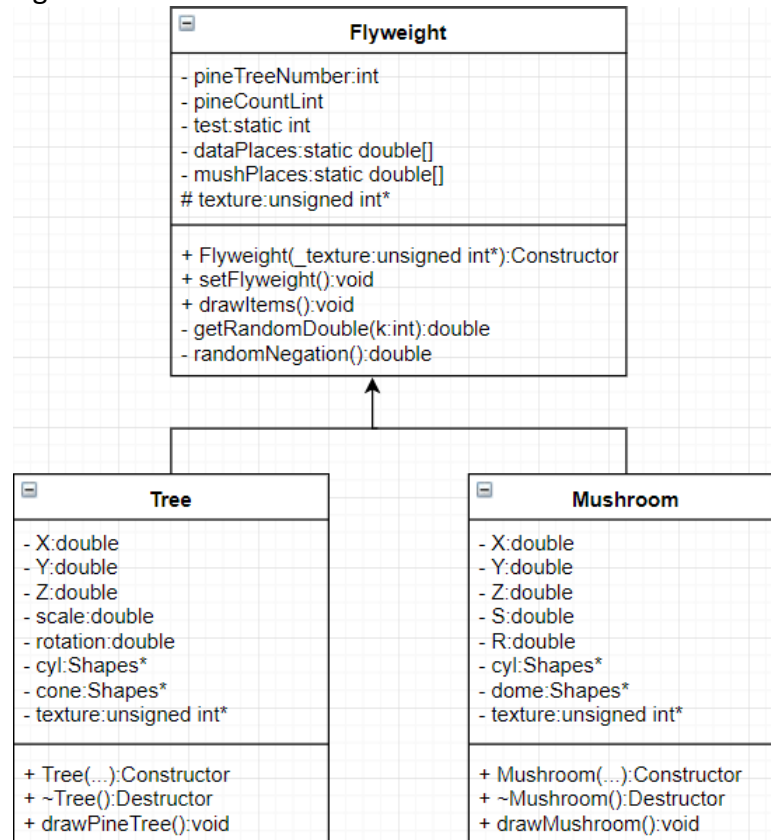 Flyweight
- pineTreeNumber:int
- pineCountLint
- test:static int
- dataPlaces:static double[]
- mushPlaces:static double[]
# texture:unsigned int*
+ Flyweight(_texture:unsigned int*):Constructor
+ setFlyweight():void
+ drawItems():void
- getRandomDouble(k:int):double
- randomNegation():double
Tree
- X:double
- Y:double
- Z:double
- scale:double
- rotation:double
- cyl:Shapes*
- cone:Shapes*
- texture:unsigned int*
+ Tree(...):Constructor
+ ~Tree():Destructor
+ drawPineTree():void
Mushroom
- X:double
- Y:double
- Z:double
- S:double
- R:double
- cyl:Shapes*
- dome:Shapes*
- texture:unsigned int*
+ Mushroom(...):Constructor
+ ~Mushroom():Destructor
+ drawMushroom():void